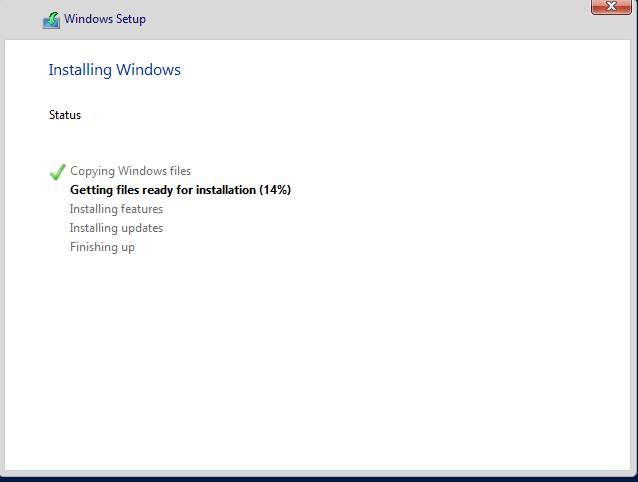 Windows Setup
Installing Windows
Status
Copying Windows files
Getting files ready for installation (14%)
Installing features
Installing updates
Finishing up